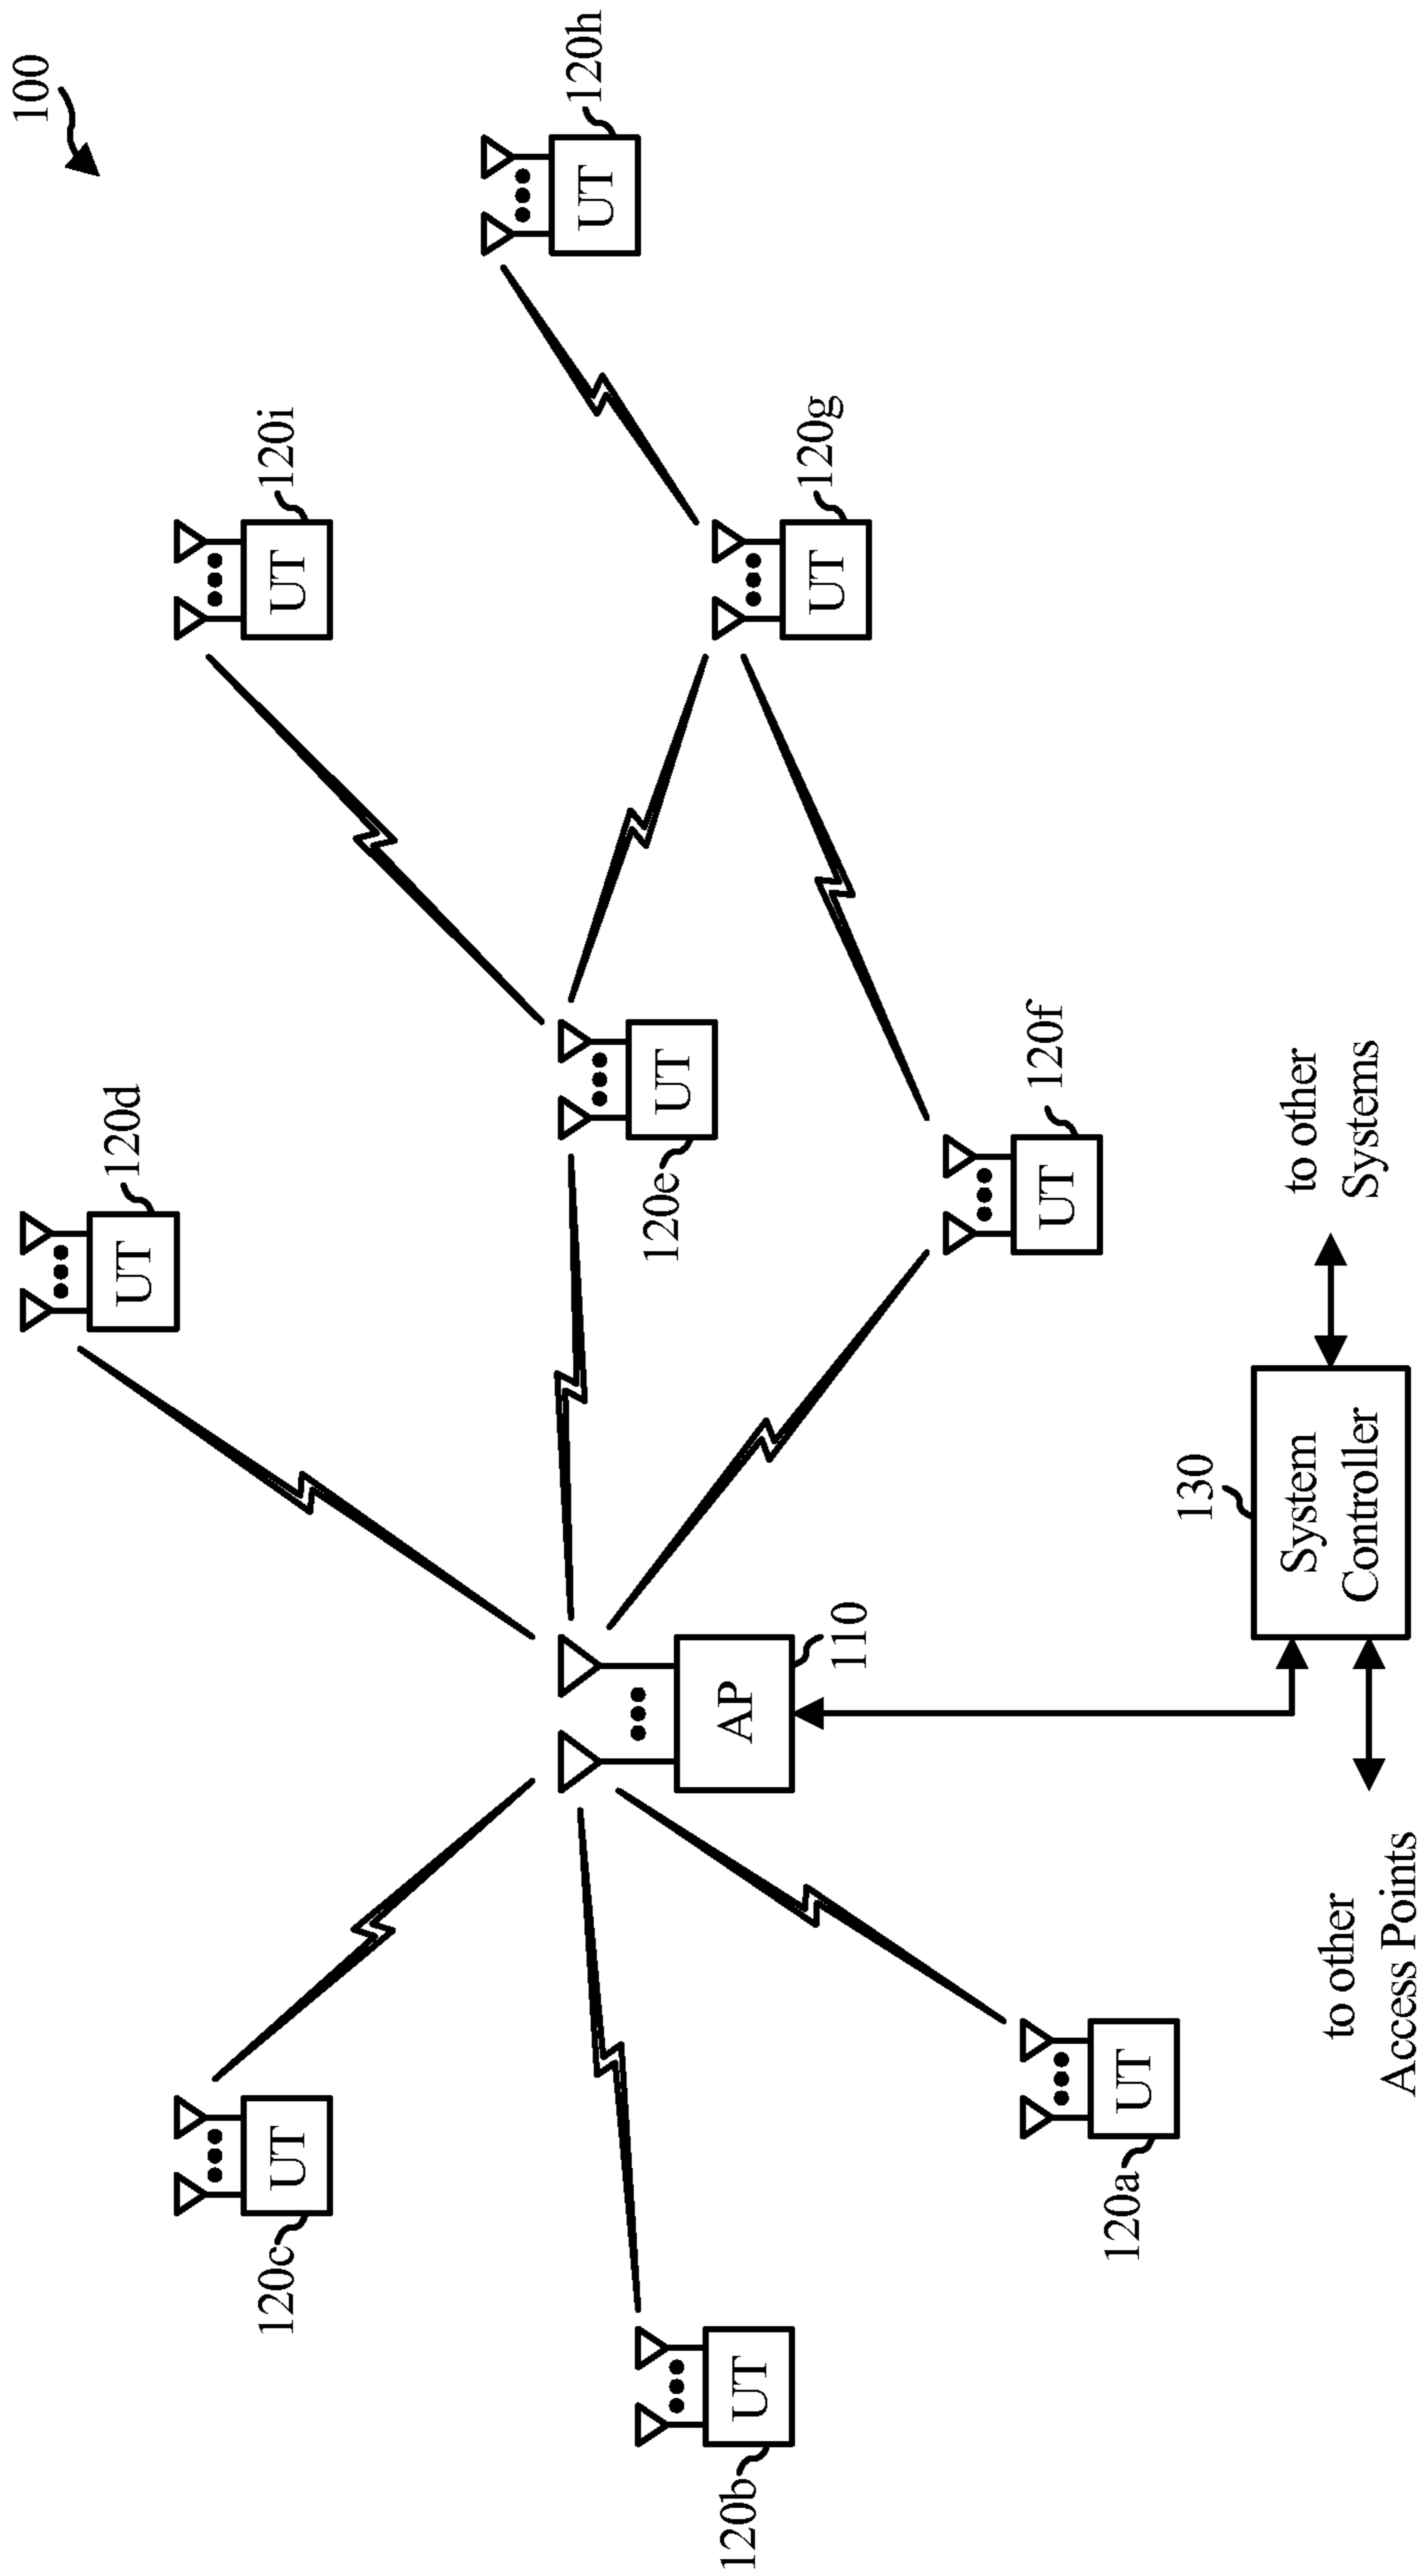 100
120d
UT
120i
UT
120h
UT
120c
UT
120e
UT
120g
UT
120b
UT
AP
110
120f
UT
120a
UT
130
System
Controller
to other
Systems
to other
Access Points